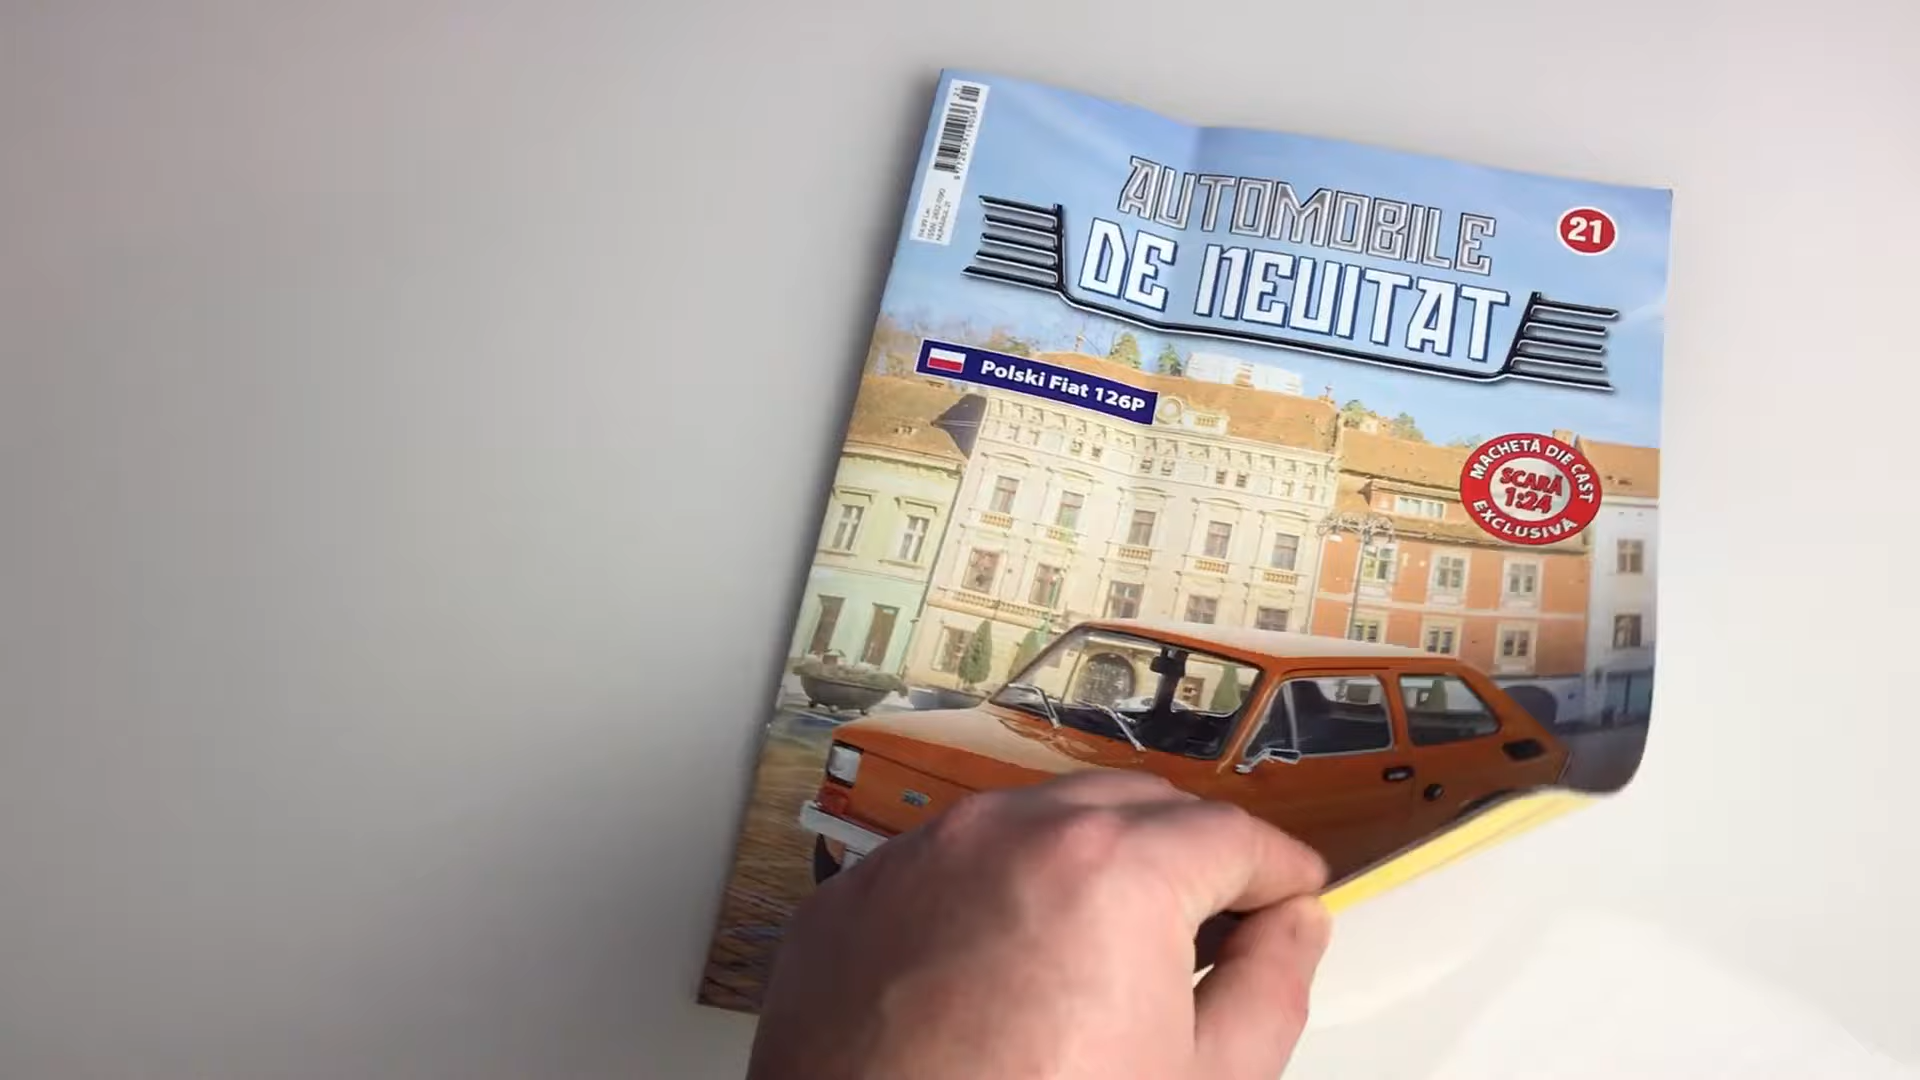 AUTOMOBILE
DE NEUITAT
21
Polski Fiat 126P
MACHETĂ DIE CAST
SCARĂ
1:24
EXCLUSIVĂ